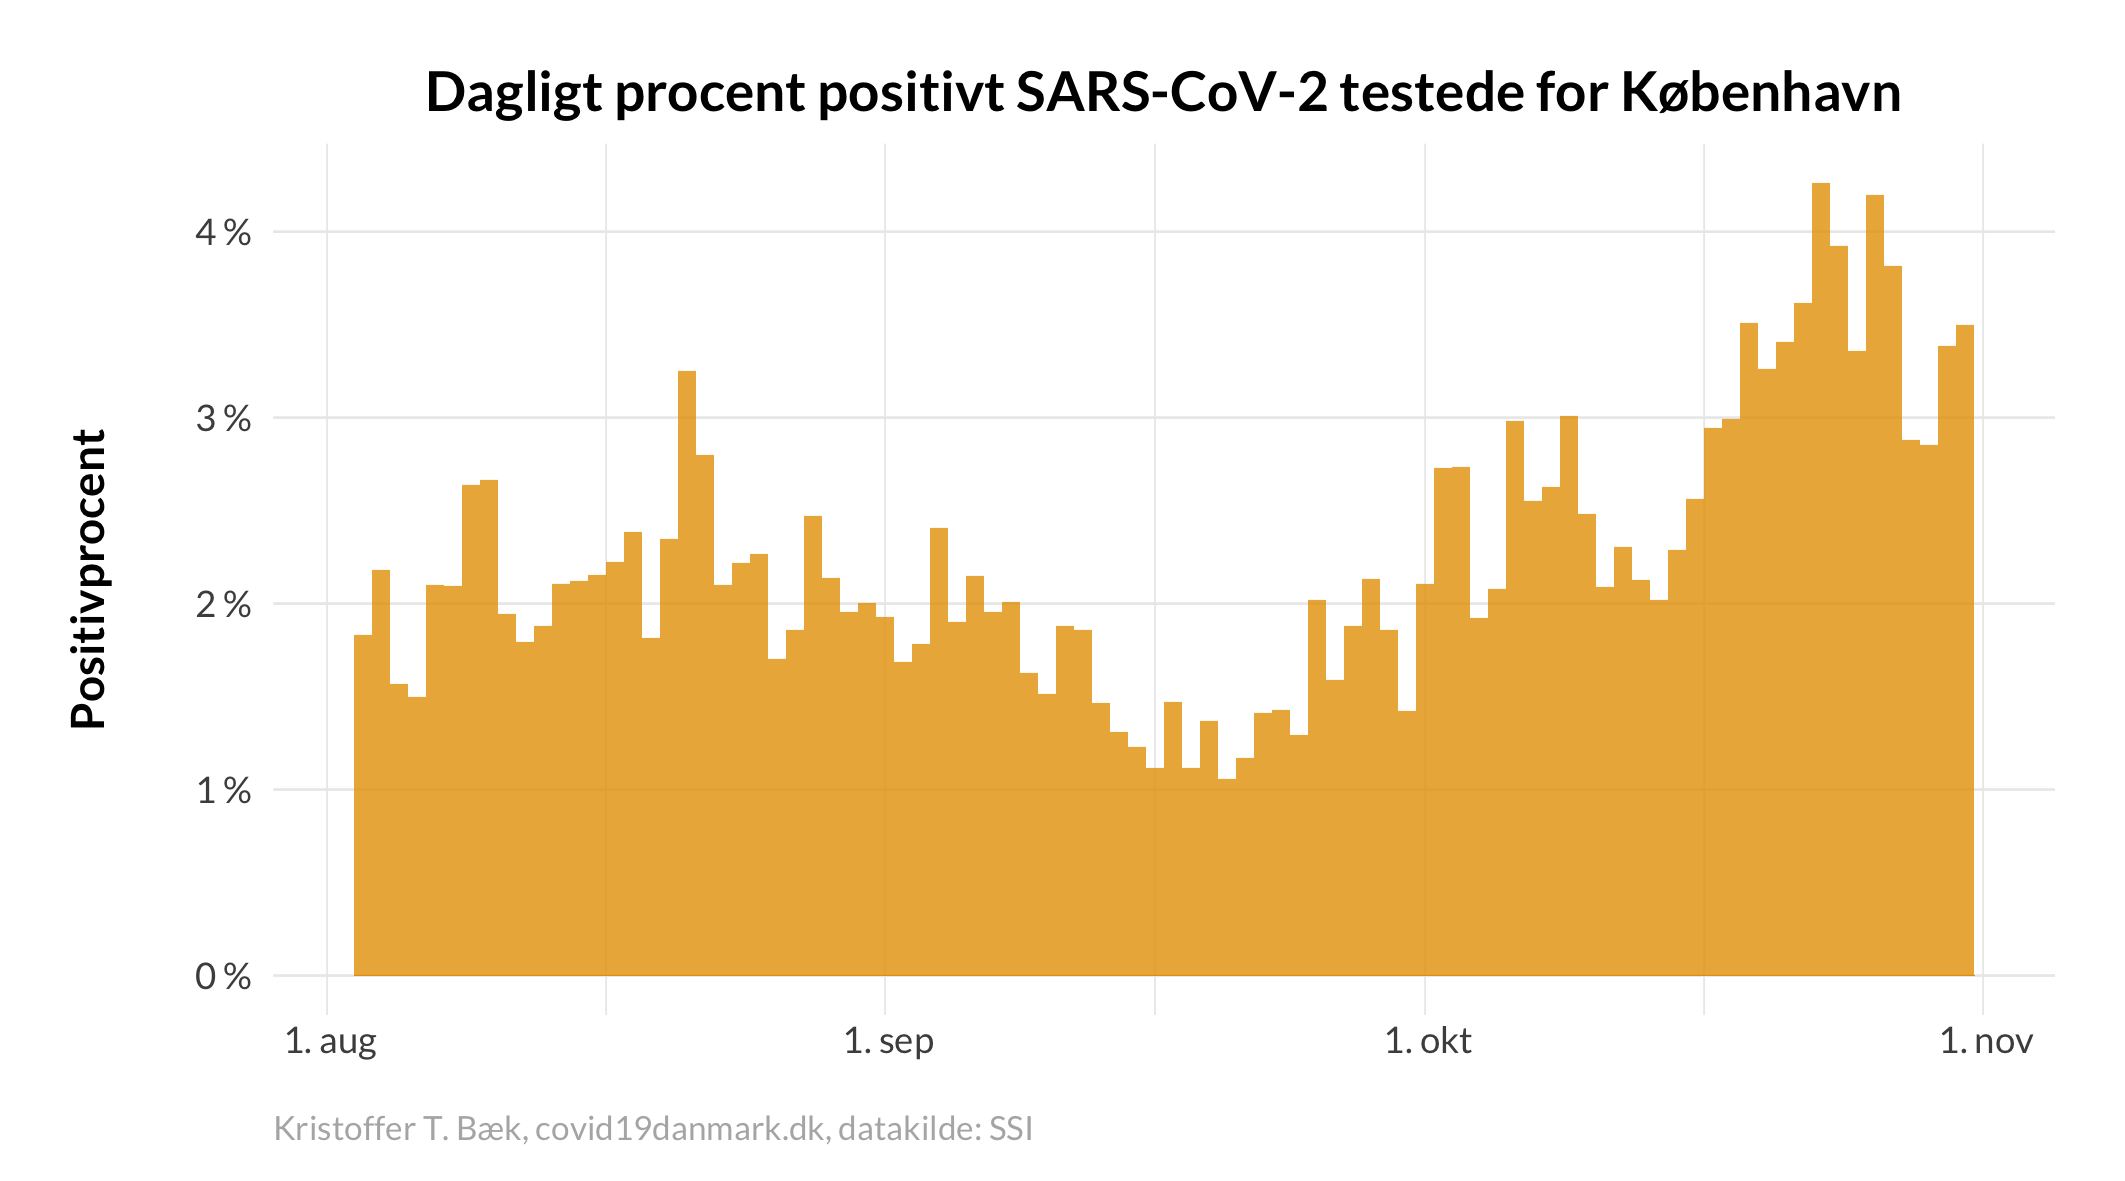 Dagligt procent positivt SARS-CoV-2 testede for København
Positivprocent
4 %
3 %
2 %
1 %
0 %
1. aug
1. sep
1. okt
1. nov
Kristoffer T. Bæk, covid19danmark.dk, datakilde: SSI